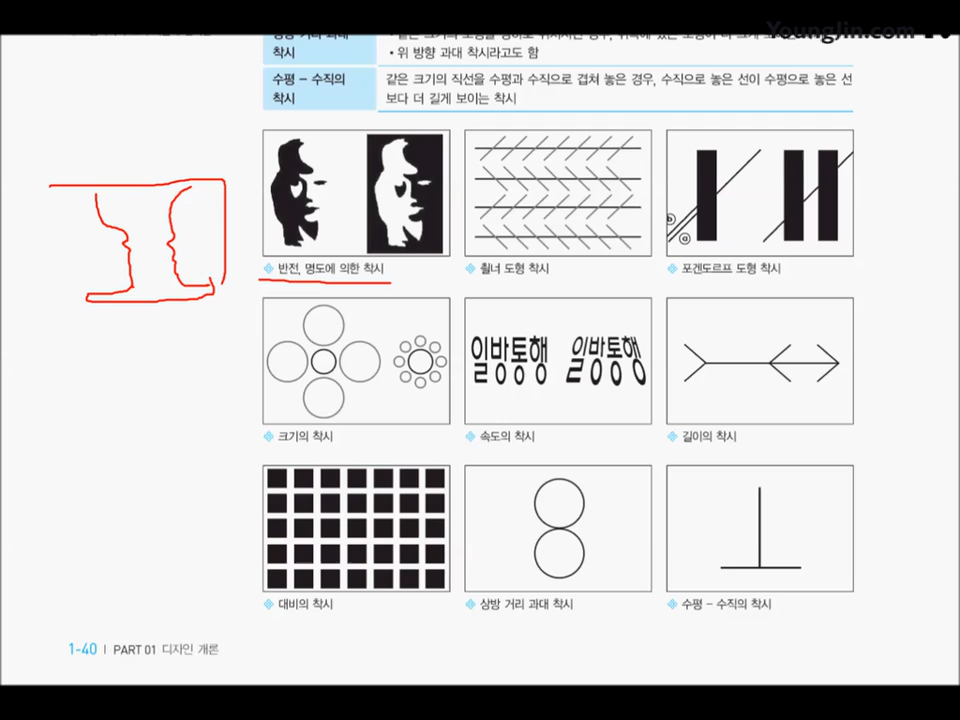 Youngjin.com
착시
• 위 방향 과대 착시라고도 함
수평 – 수직의
착시
같은 크기의 직선을 수평과 수직으로 겹쳐 놓은 경우, 수직으로 놓은 선이 수평으로 놓은 선
보다 더 길게 보이는 착시
ⓑ
ⓐ
반전, 명도에 의한 착시
쵤너 도형 착시
포겐도르프 도형 착시
일방통행 일방통행
크기의 착시
속도의 착시
길이의 착시
대비의 착시
상방 거리 과대 착시
수평 – 수직의 착시
1-40 | PART 01 디자인 개론